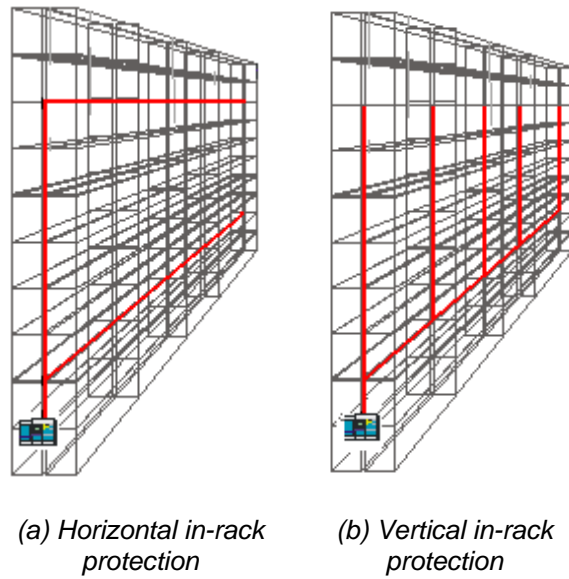 (a) Horizontal in-rack
protection
(b) Vertical in-rack
protection